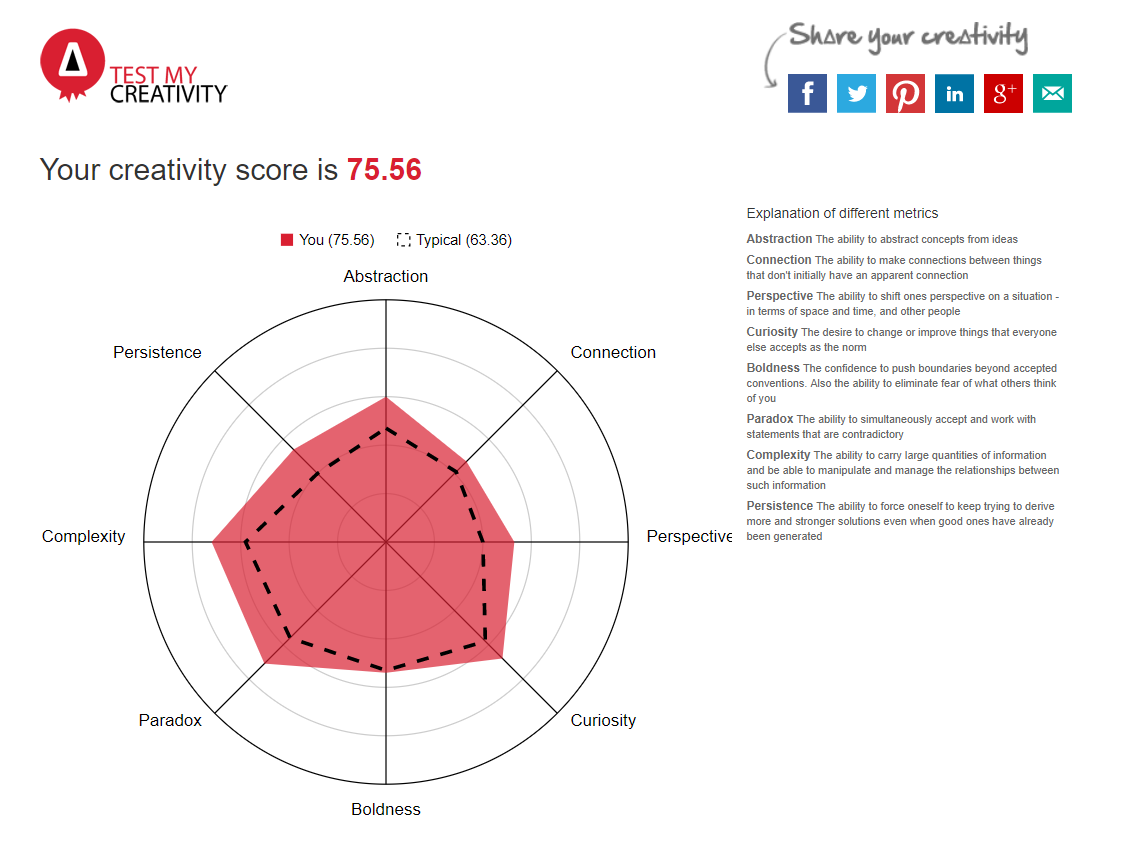 TEST MY
CREATIVITY
Share your creativity
f
in
g+
Your creativity score is 75.56
You (75.56)
Typical (63.36)
Abstraction
Persistence
Connection
Complexity
Perspective
Paradox
Curiosity
Boldness
Explanation of different metrics
Abstraction The ability to abstract concepts from ideas
Connection The ability to make connections between things
that don't initially have an apparent connection
Perspective The ability to shift ones perspective on a situation -
in terms of space and time, and other people
Curiosity The desire to change or improve things that everyone
else accepts as the norm
Boldness The confidence to push boundaries beyond accepted
conventions. Also the ability to eliminate fear of what others think
of you
Paradox The ability to simultaneously accept and work with
statements that are contradictory
Complexity The ability to carry large quantities of information
and be able to manipulate and manage the relationships between
such information
Persistence The ability to force oneself to keep trying to derive
more and stronger solutions even when good ones have already
been generated